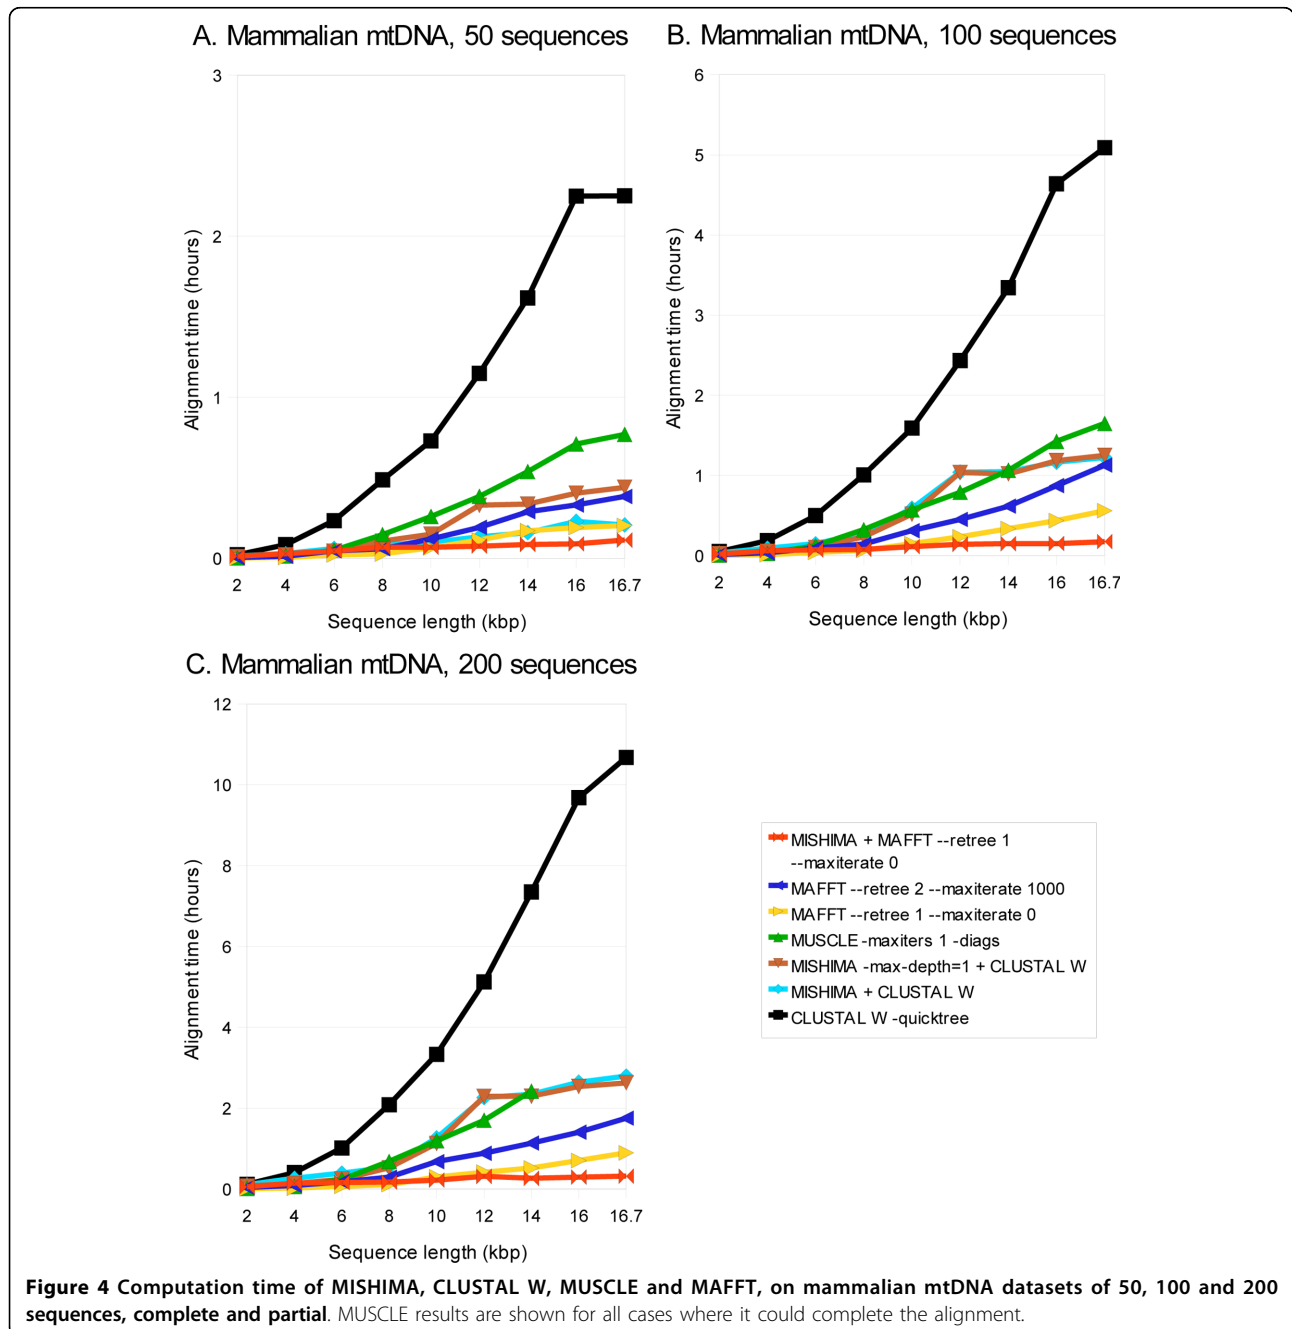 A. Mammalian mtDNA, 50 sequences
3
2
1
0
Alignment time (hours)
2 4 6 8 10 12 14 16 16.7
Sequence length (kbp)
B. Mammalian mtDNA, 100 sequences
6
5
4
3
2
1
0
Alignment time (hours)
2 4 6 8 10 12 14 16 16.7
Sequence length (kbp)
C. Mammalian mtDNA, 200 sequences
12
10
8
6
4
2
0
Alignment time (hours)
2 4 6 8 10 12 14 16 16.7
Sequence length (kbp)
MISHIMA + MAFFT --retree 1
--maxiterate 0
MAFFT --retree 2 --maxiterate 1000
MAFFT --retree 1 --maxiterate 0
MUSCLE -maxiters 1 -diags
MISHIMA -max-depth=1 + CLUSTAL W
MISHIMA + CLUSTAL W
CLUSTAL W -quicktree
Figure 4 Computation time of MISHIMA, CLUSTAL W, MUSCLE and MAFFT, on mammalian mtDNA datasets of 50, 100 and 200
sequences, complete and partial. MUSCLE results are shown for all cases where it could complete the alignment.